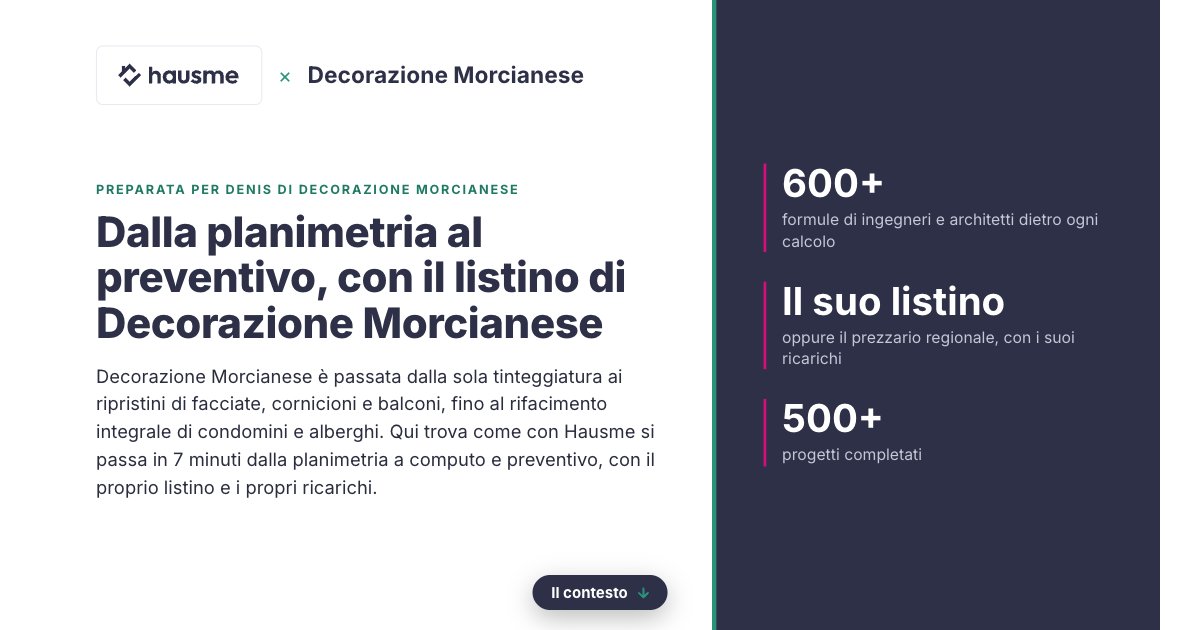 hausme × Decorazione Morcianese
PREPARATA PER DENIS DI DECORAZIONE MORCIANESE
Dalla planimetria al
preventivo, con il listino di
Decorazione Morcianese
Decorazione Morcianese è passata dalla sola tinteggiatura ai
ripristini di facciate, cornicioni e balconi, fino al rifacimento
integrale di condomini e alberghi. Qui trova come con Hausme si
passa in 7 minuti dalla planimetria a computo e preventivo, con il
proprio listino e i propri ricarichi.
Il contesto ↓
600+
formule di ingegneri e architetti dietro ogni
calcolo
Il suo listino
oppure il prezzario regionale, con i suoi
ricarichi
500+
progetti completati